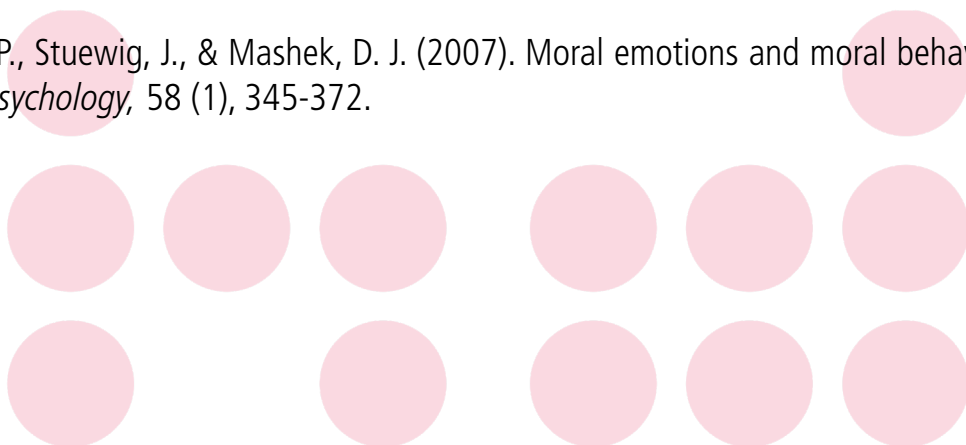 P., Stuewig, J., & Mashek, D. J. (2007). Moral emotions and moral behav
sychology, 58 (1), 345-372.